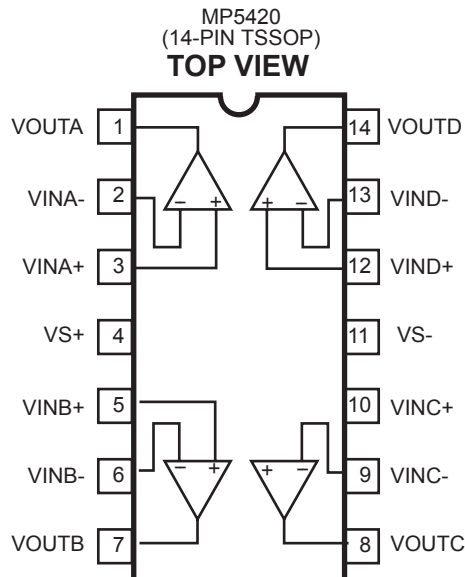 MP5420
(14-PIN TSSOP)
TOP VIEW
VOUTA 1 14 VOUTD
VINA- 2 - + + - 13 VIND-
VINA+ 3 12 VIND+
VS+ 4 11 VS-
VINB+ 5 10 VINC+
VINB- 6 - + + - 9 VINC-
VOUTB 7 8 VOUTC